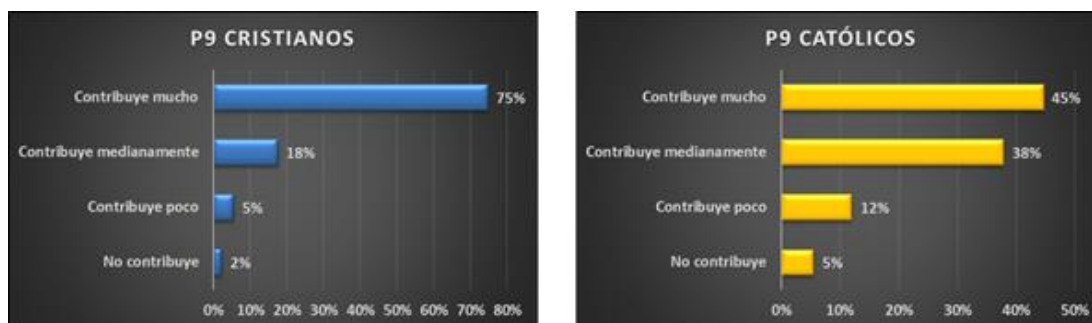 P9 CRISTIANOS
Contribuye mucho
75%
Contribuye medianamente
18%
Contribuye poco
5%
No contribuye
2%
0% 10% 20% 30% 40% 50% 60% 70% 80%
P9 CATÓLICOS
Contribuye mucho
45%
Contribuye medianamente
38%
Contribuye poco
12%
No contribuye
5%
0% 10% 20% 30% 40% 50%